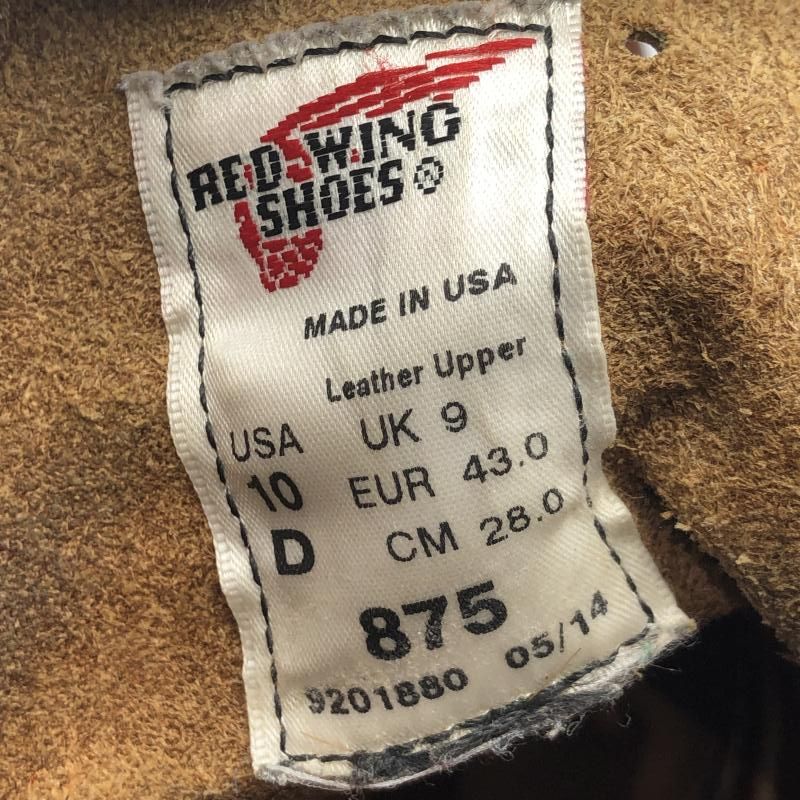 RED WING
SHOES ®
MADE IN USA
Leather Upper
USA UK 9
10 EUR 43.0
D CM 28.0
875
9201880 05/14